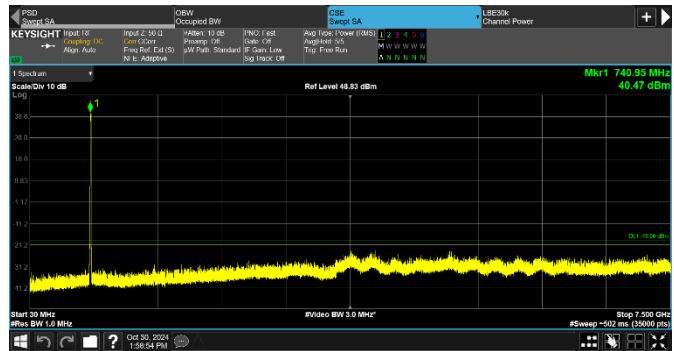 PSD
Swept SA
OBW
Occupied BW
CSE
Swept SA
LBE30k
Channel Power
KEYSIGHT
Input: RF
Coupling: DC
Align: Auto
Input Z: 50 Ω
Corr CCorr
Freq Ref: Ext (S)
NFE: Adaptive
#Atten: 10 dB
Preamp: Off
µW Path: Standard
PNO: Fast
Gate: Off
IF Gain: Low
Sig Track: Off
Avg Type: Power (RMS)
Avg|Hold: 5/5
Trig: Free Run
1 2 3 4 5 6
M W W W W W
A N N N N N
1 Spectrum
Scale/Div 10 dB
Log
Ref Level 48.83 dBm
Mkr1 740.95 MHz
40.47 dBm
1
38.8
28.8
18.8
8.83
-1.17
-11.2
-21.2
-31.2
-41.2
Start 30 MHz
#Res BW 1.0 MHz
#Video BW 3.0 MHz*
Stop 7.500 GHz
#Sweep ~502 ms (35000 pts)
?
Oct 30, 2024
1:58:54 PM